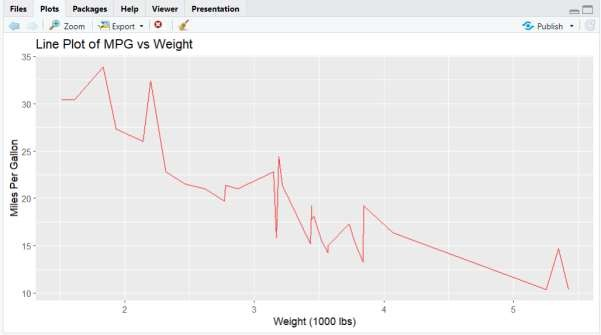 Files Plots Packages Help Viewer Presentation
Zoom Export Publish
Line Plot of MPG vs Weight
35
30
25
20
15
10
Miles Per Gallon
2 3 4 5
Weight (1000 lbs)